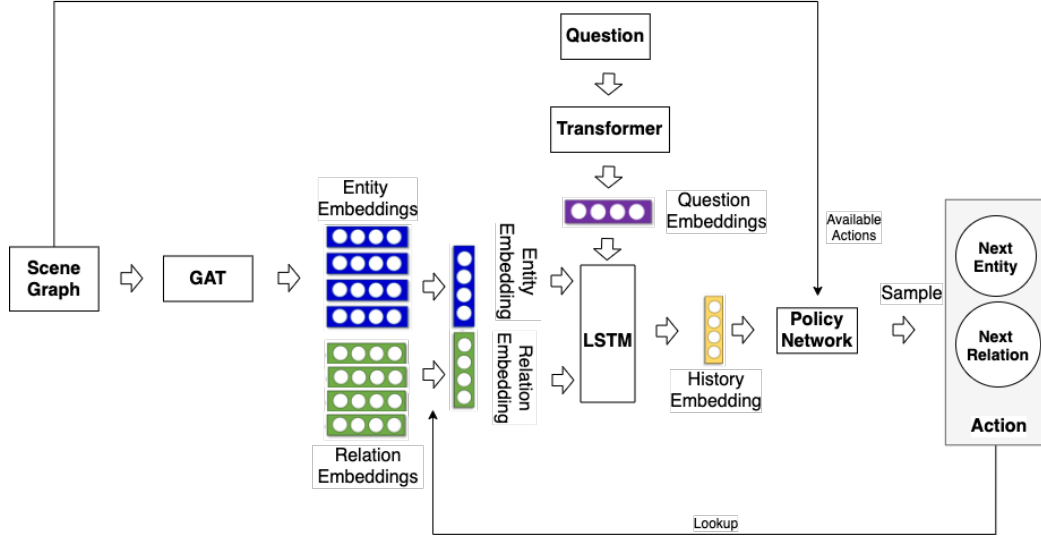 Question
Transformer
Entity
Embeddings
Question
Embeddings
Available
Actions
Scene
Graph
GAT
Entity
Embedding
Relation
Embedding
LSTM
History
Embedding
Policy
Network
Sample
Next
Entity
Next
Relation
Action
Relation
Embeddings
Lookup